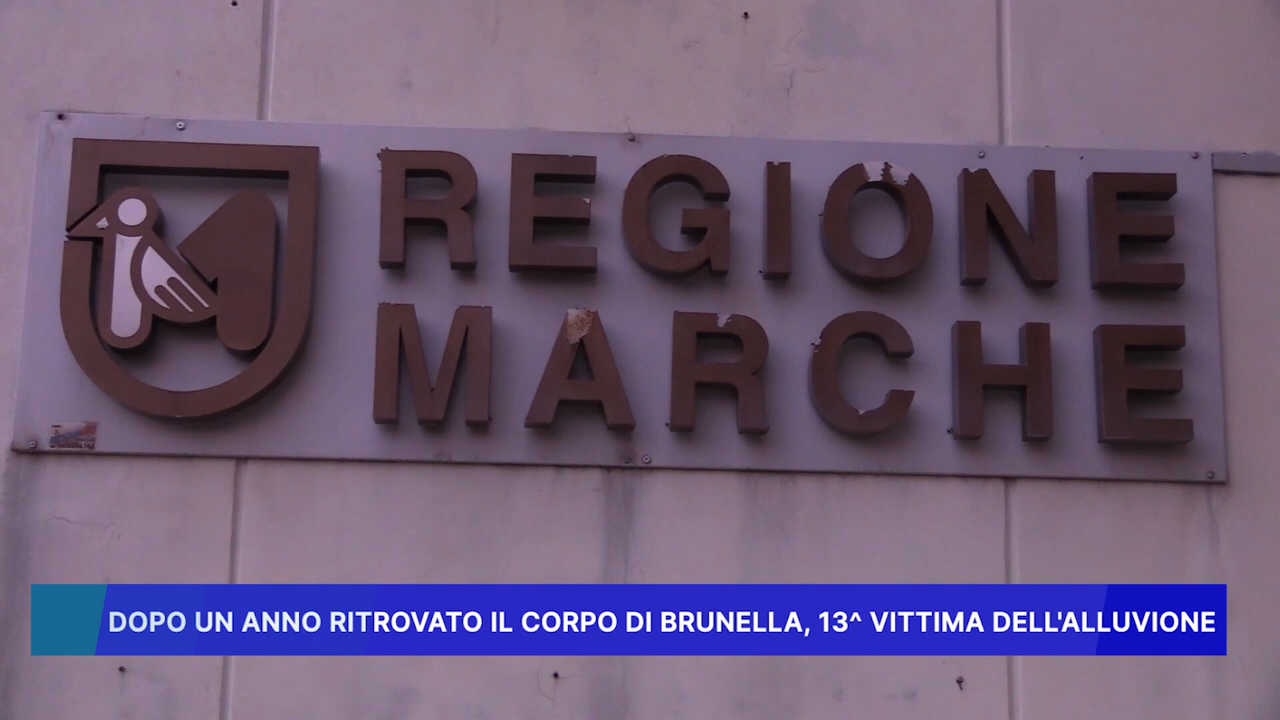 REGIONE
MARCHE
DOPO UN ANNO RITROVATO IL CORPO DI BRUNELLA, 13^ VITTIMA DELL'ALLUVIONE